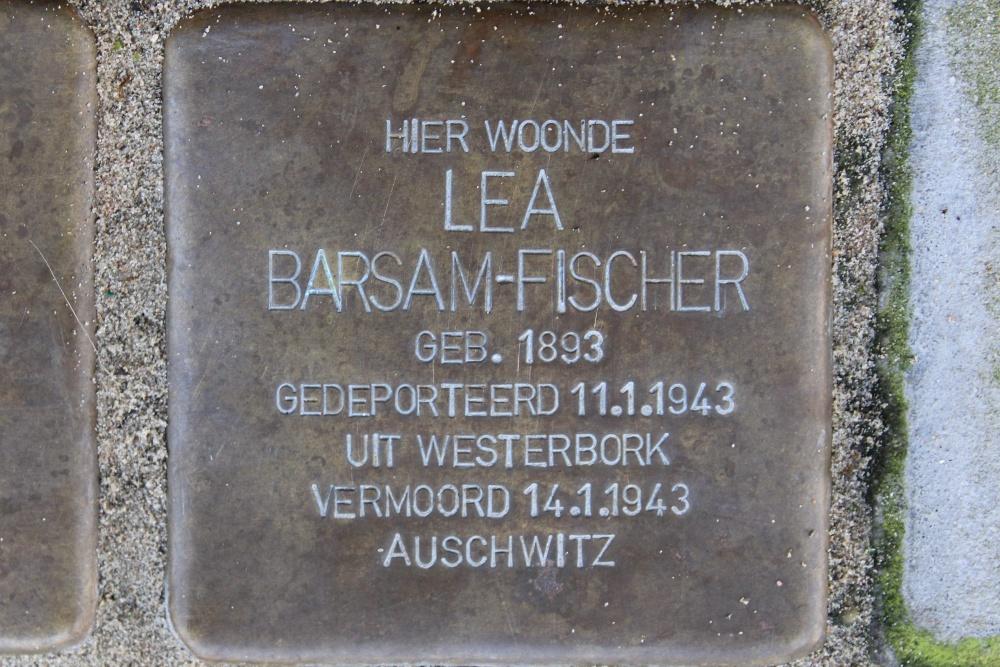 HIER WOONDE
LEA
BARSAM-FISCHER
GEB. 1893
GEDEPORTEERD 11.1.1943
UIT WESTERBORK
VERMOORD 14.1.1943
AUSCHWITZ